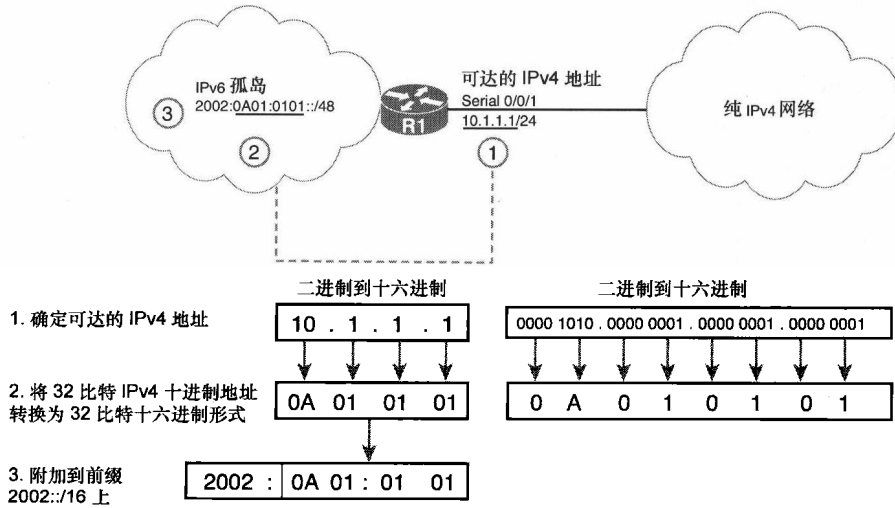 IPv6 孤岛
2002:0A01:0101::/48
③
②
R1
可达的 IPv4 地址
Serial 0/0/1
10.1.1.1/24
①
纯 IPv4 网络
二进制到十六进制
二进制到十六进制
1. 确定可达的 IPv4 地址
10 . 1 . 1 . 1
0000 1010 . 0000 0001 . 0000 0001 . 0000 0001
2. 将 32 比特 IPv4 十进制地址
转换为 32 比特十六进制形式
0A 01 01 01
0 A 0 1 0 1 0 1
3. 附加到前缀
2002::/16 上
2002 : 0A 01 : 01 01